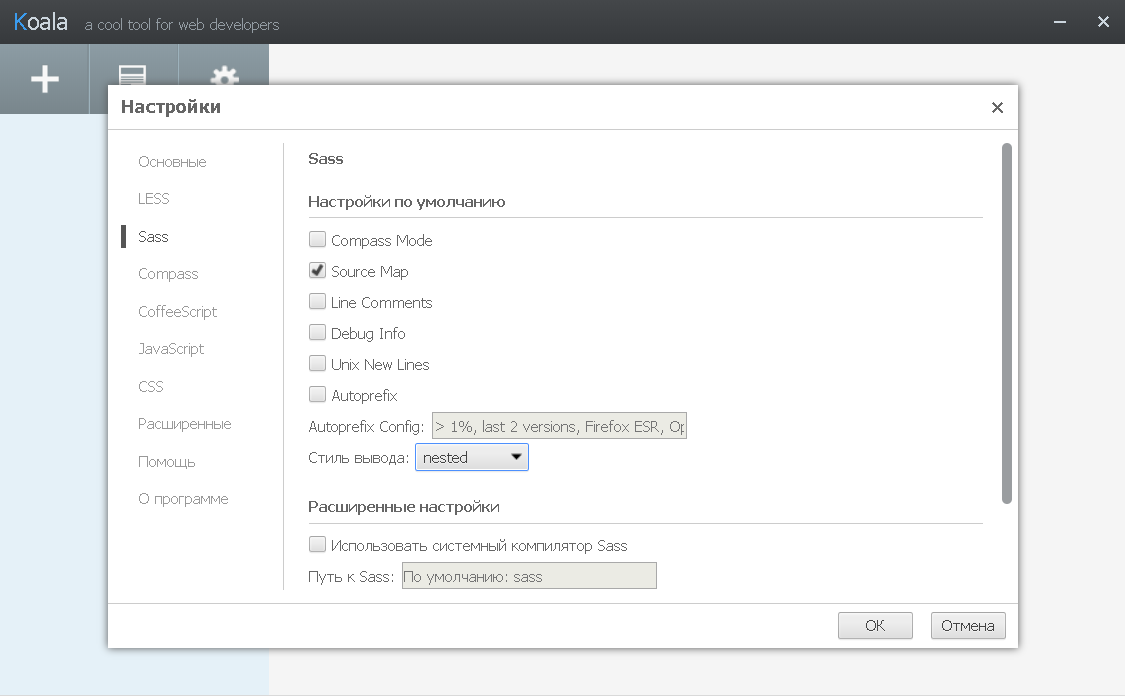 Koala a cool tool for web developers
Настройки
Основные
LESS
Sass
Compass
CoffeeScript
JavaScript
CSS
Расширенные
Помощь
О программе
Sass
Настройки по умолчанию
Compass Mode
Source Map
Line Comments
Debug Info
Unix New Lines
Autoprefix
Autoprefix Config: > 1%, last 2 versions, Firefox ESR, Op
Стиль вывода: nested
Расширенные настройки
Использовать системный компилятор Sass
Путь к Sass: По умолчанию: sass
OK Отмена